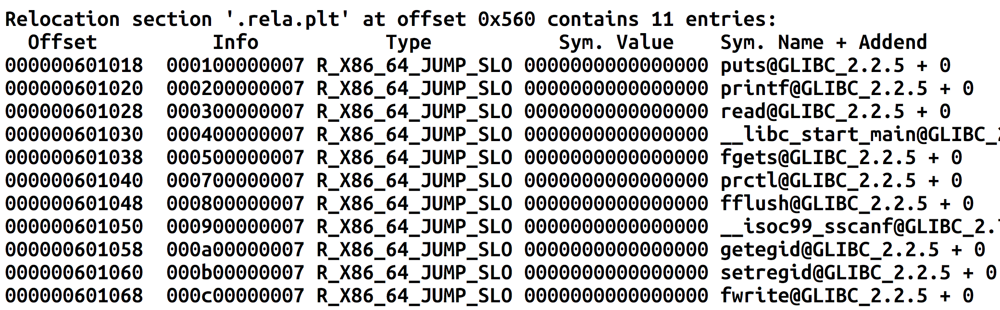 Relocation section '.rela.plt' at offset 0x560 contains 11 entries:
Offset Info Type Sym. Value Sym. Name + Addend
000000601018 000100000007 R_X86_64_JUMP_SLO 0000000000000000 puts@GLIBC_2.2.5 + 0
000000601020 000200000007 R_X86_64_JUMP_SLO 0000000000000000 printf@GLIBC_2.2.5 + 0
000000601028 000300000007 R_X86_64_JUMP_SLO 0000000000000000 read@GLIBC_2.2.5 + 0
000000601030 000400000007 R_X86_64_JUMP_SLO 0000000000000000 __libc_start_main@GLIBC_2
000000601038 000500000007 R_X86_64_JUMP_SLO 0000000000000000 fgets@GLIBC_2.2.5 + 0
000000601040 000700000007 R_X86_64_JUMP_SLO 0000000000000000 prctl@GLIBC_2.2.5 + 0
000000601048 000800000007 R_X86_64_JUMP_SLO 0000000000000000 fflush@GLIBC_2.2.5 + 0
000000601050 000900000007 R_X86_64_JUMP_SLO 0000000000000000 __isoc99_sscanf@GLIBC_2.7
000000601058 000a00000007 R_X86_64_JUMP_SLO 0000000000000000 getegid@GLIBC_2.2.5 + 0
000000601060 000b00000007 R_X86_64_JUMP_SLO 0000000000000000 setregid@GLIBC_2.2.5 + 0
000000601068 000c00000007 R_X86_64_JUMP_SLO 0000000000000000 fwrite@GLIBC_2.2.5 + 0